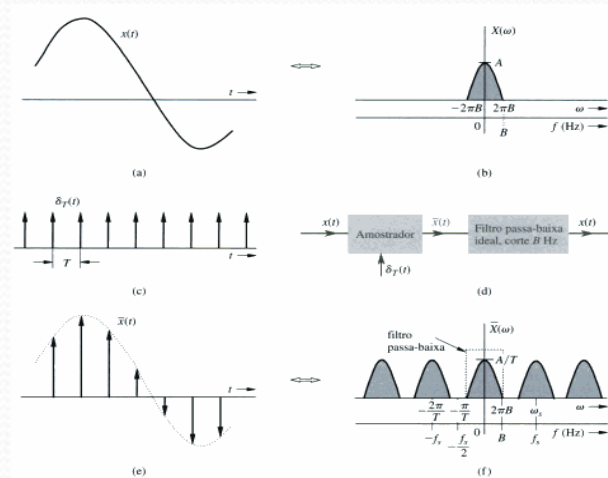 x(t)
t
(a)
X(ω)
A
−2πB 2πB ω
0 B f (Hz)
(b)
δT(t)
T
t
(c)
x(t) Amostrador x̄(t) Filtro passa-baixa ideal, corte B Hz x(t)
δT(t)
(d)
x̄(t)
t
(e)
filtro
passa-baixa
X̄(ω)
A/T
−2π/T −π/T 2πB ωs ω
−fs −fs/2 0 B fs f (Hz)
(f)